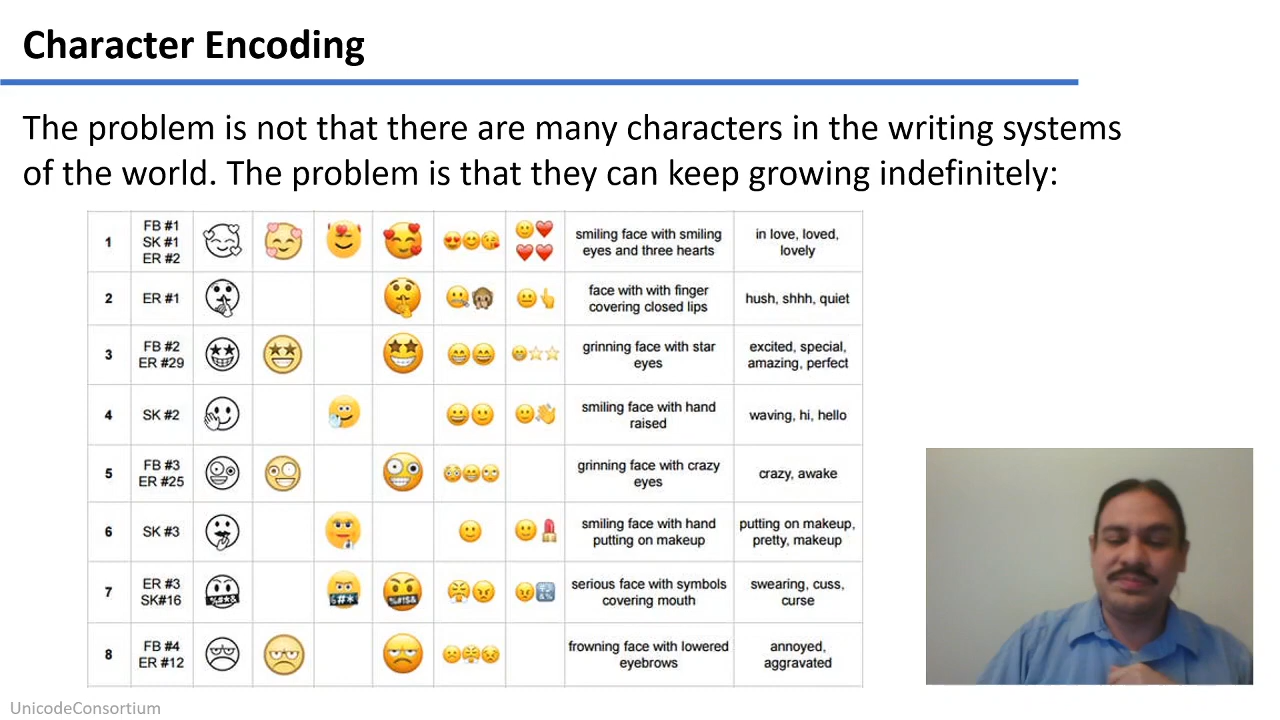 Character Encoding
The problem is not that there are many characters in the writing systems
of the world. The problem is that they can keep growing indefinitely:
1
FB #1
SK #1
ER #2
smiling face with smiling
eyes and three hearts
in love, loved,
lovely
2
ER #1
face with with finger
covering closed lips
hush, shhh, quiet
3
FB #2
ER #29
grinning face with star
eyes
excited, special,
amazing, perfect
4
SK #2
smiling face with hand
raised
waving, hi, hello
5
FB #3
ER #25
grinning face with crazy
eyes
crazy, awake
6
SK #3
smiling face with hand
putting on makeup
putting on makeup,
pretty, makeup
7
ER #3
SK#16
serious face with symbols
covering mouth
swearing, cuss,
curse
8
FB #4
ER #12
frowning face with lowered
eyebrows
annoyed,
aggravated
UnicodeConsortium